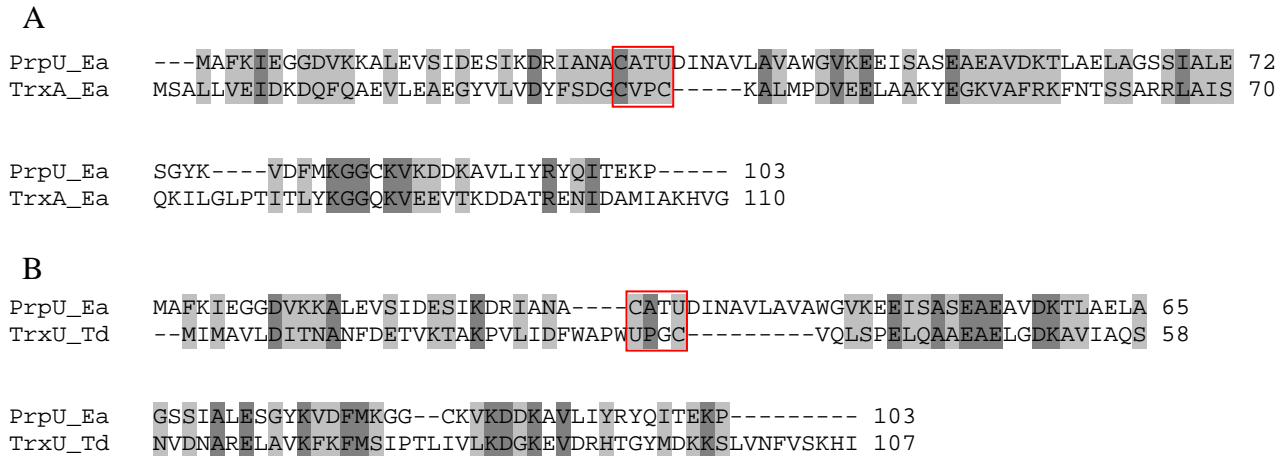 A
PrpU_Ea ---MAFKIEGGDVKKALEVSIDESIKDRIANACATUDINAVLAVAWGVKEEISASEAEAVDKTLAELAGSSIALE 72
TrxA_Ea MSALLVEIDKDQFQAEVLEAEGYVLVDYFSDGCVPC-----KALMPDVEELAAKYEGKVAFRKFNTSSARRLAIS 70
PrpU_Ea SGYK----VDFMKGGCKVKDDKAVLIYRYQITEKP----- 103
TrxA_Ea QKILGLPTITLYKGGQKVEEVTKDDATRENIDAMIAKHVG 110
B
PrpU_Ea MAFKIEGGDVKKALEVSIDESIKDRIANA----CATUDINAVLAVAWGVKEEISASEAEAVDKTLAELA 65
TrxU_Td --MIMAVLDITNANFDETVKTAKPVLIDFWAPWUPGC---------VQLSPELQAAEAELGDKAVIAQS 58
PrpU_Ea GSSIALESGYKVDFMKGG--CKVKDDKAVLIYRYQITEKP--------- 103
TrxU_Td NVDNARELAVKFKFMSIPTLIVLKDGKEVDRHTGYMDKKSLVNFVSKHI 107